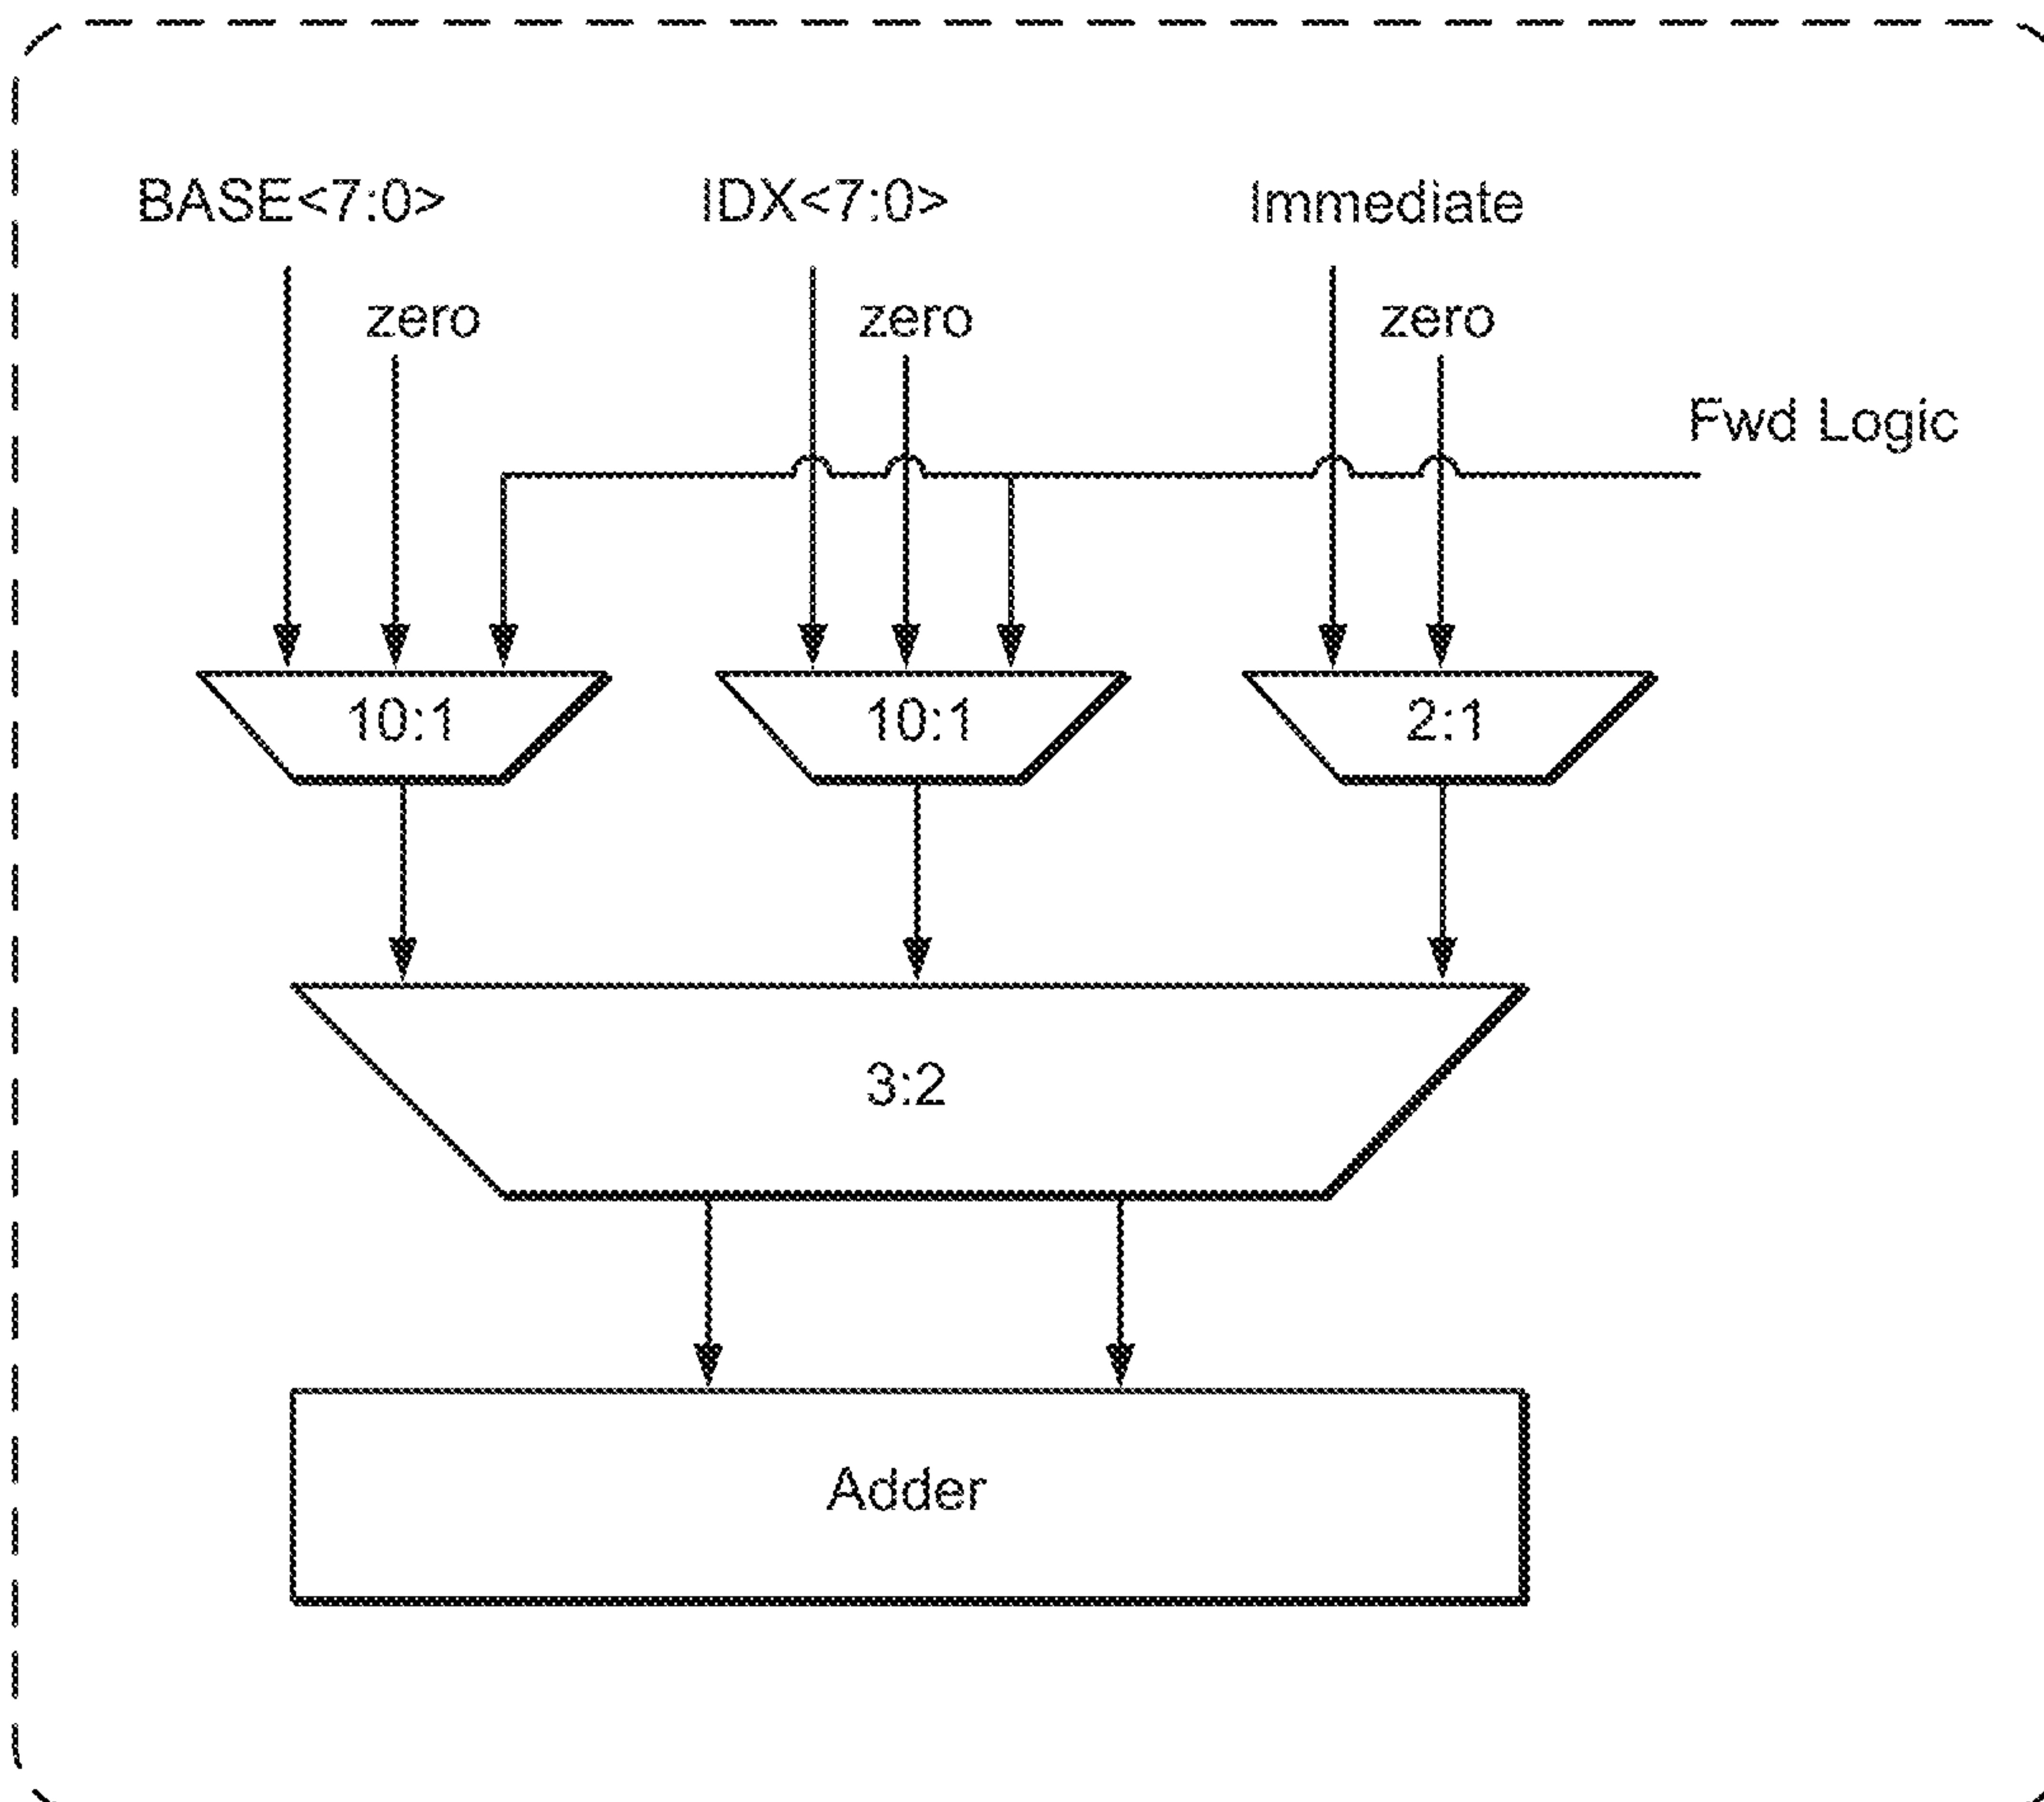 BASE<7:0> IDX<7:0> Immediate
zero zero zero
Fwd Logic
10:1 10:1 2:1
3:2
Adder